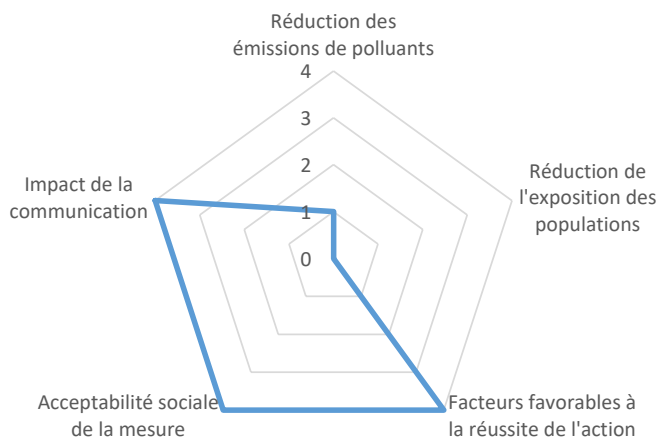 Réduction des
émissions de polluants
4
3
2
1
0
Réduction de
l'exposition des
populations
Facteurs favorables à
la réussite de l'action
Acceptabilité sociale
de la mesure
Impact de la
communication